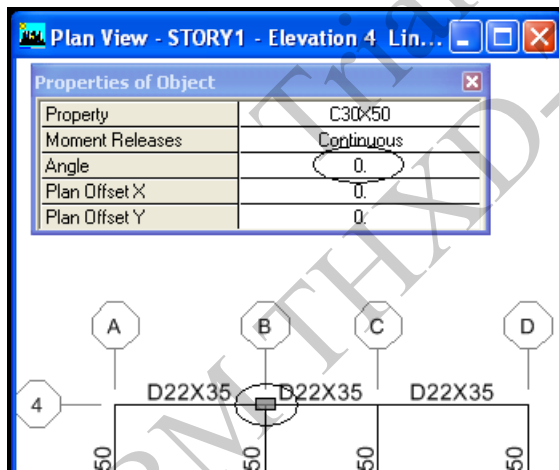 Plan View - STORY1 - Elevation 4 Lin...
Properties of Object
Property C30X50
Moment Releases Continuous
Angle 0.
Plan Offset X 0.
Plan Offset Y 0.
A B C D
D22X35 D22X35 D22X35
4
50 50 50 50